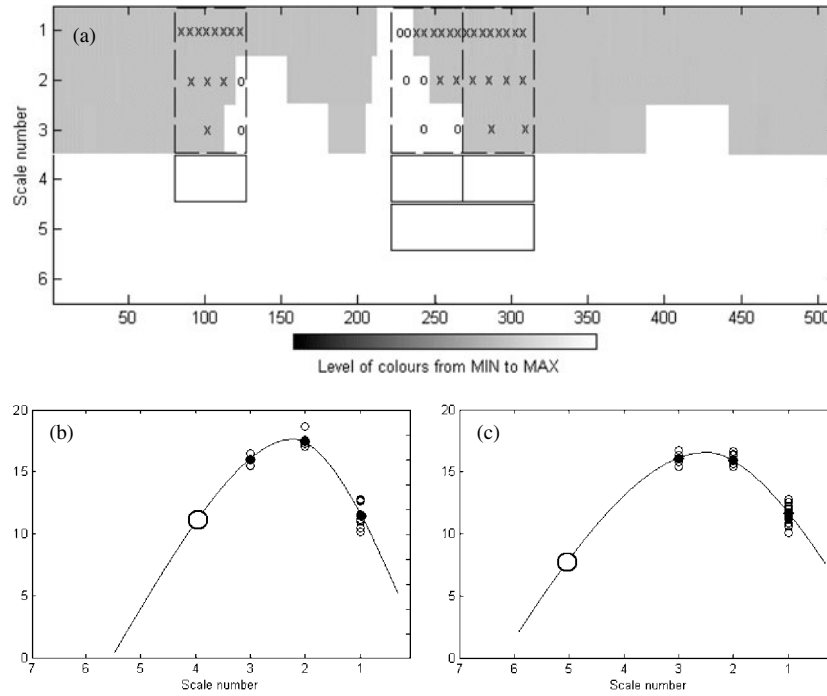 (a)
Scale number
1
2
3
4
5
6
x x x x x x x x
o o x x x x x x x x x x x x x x
x x x o
o o x x x x x x
x o
o o x x
50 100 150 200 250 300 350 400 450 500
Level of colours from MIN to MAX
(b)
20
15
10
5
0
7 6 5 4 3 2 1
Scale number
(c)
20
15
10
5
0
7 6 5 4 3 2 1
Scale number